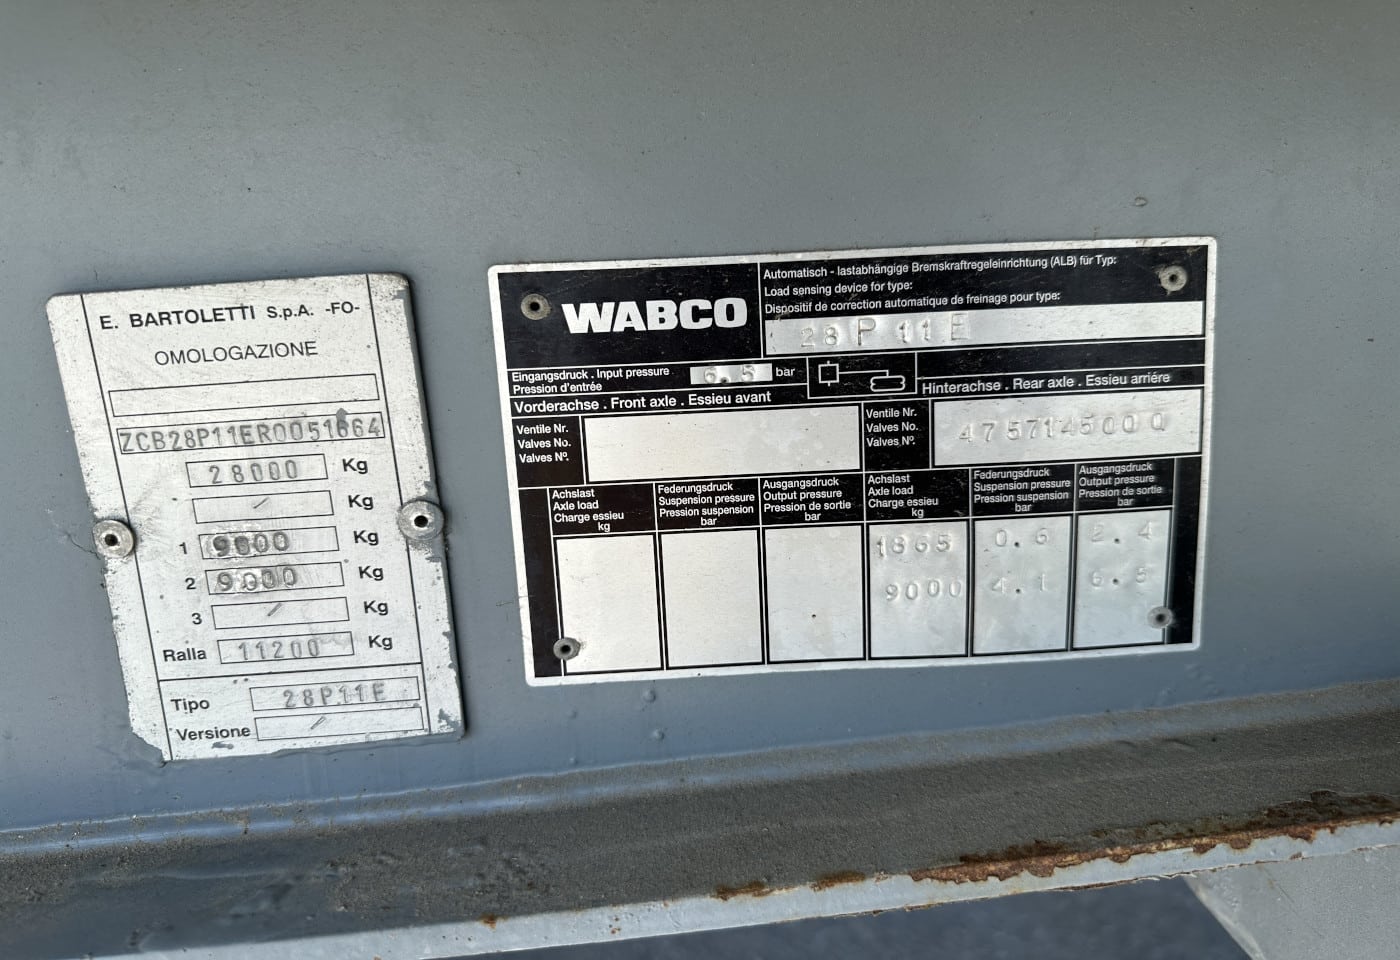 E. BARTOLETTI S.p.A. -FO-
OMOLOGAZIONE
ZCB28P11ER0051664
28000 Kg
/ Kg
1 9000 Kg
2 9000 Kg
3 / Kg
Ralla 11200 Kg
Tipo 28P11E
Versione /
WABCO
Automatisch - lastabhängige Bremskraftregeleinrichtung (ALB) für Typ:
Load sensing device for type:
Dispositif de correction automatique de freinage pour type:
28 P 11 E
Eingangsdruck . Input pressure
Pression d'entrée
6.5 bar
Vorderachse . Front axle . Essieu avant
Hinterachse . Rear axle . Essieu arriére
Ventile Nr.
Valves No.
Valves Nº.
Ventile Nr.
Valves No.
Valves Nº.
4757145000
Achslast
Axle load
Charge essieu
kg
Federungsdruck
Suspension pressure
Pression suspension
bar
Ausgangsdruck
Output pressure
Pression de sortie
bar
Achslast
Axle load
Charge essieu
kg
Federungsdruck
Suspension pressure
Pression suspension
bar
Ausgangsdruck
Output pressure
Pression de sortie
bar
1865 0.6 2.4
9000 4.1 6.5